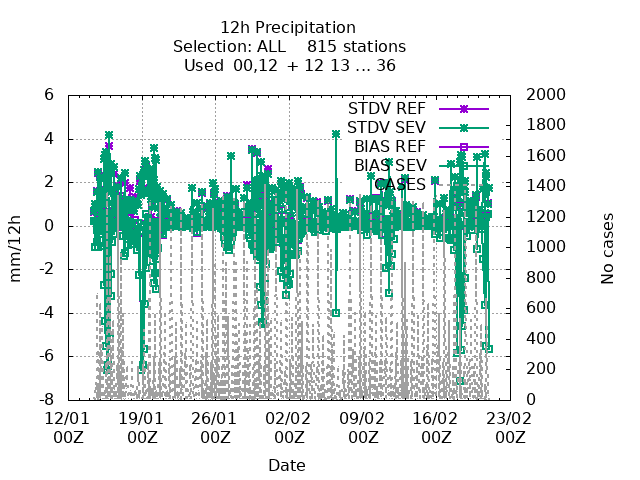 12h Precipitation
Selection: ALL 815 stations
Used 00,12 + 12 13 ... 36
STDV REF
STDV SEV
BIAS REF
BIAS SEV
CASES
6
4
2
0
-2
-4
-6
-8
mm/12h
2000
1800
1600
1400
1200
1000
800
600
400
200
0
No cases
12/01 19/01 26/01 02/02 09/02 16/02 23/02
00Z 00Z 00Z 00Z 00Z 00Z 00Z
Date